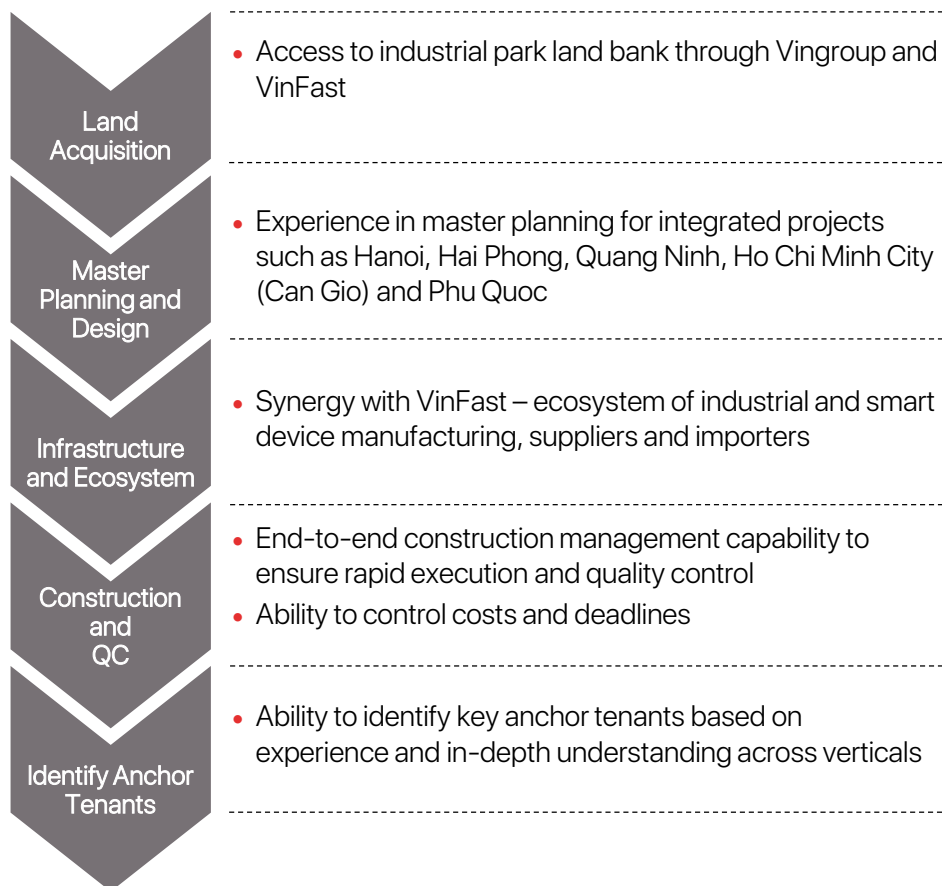 Land
Acquisition
• Access to industrial park land bank through Vingroup and
VinFast
Master
Planning and
Design
• Experience in master planning for integrated projects
such as Hanoi, Hai Phong, Quang Ninh, Ho Chi Minh City
(Can Gio) and Phu Quoc
Infrastructure
and Ecosystem
• Synergy with VinFast – ecosystem of industrial and smart
device manufacturing, suppliers and importers
Construction
and
QC
• End-to-end construction management capability to
ensure rapid execution and quality control
• Ability to control costs and deadlines
Identify Anchor
Tenants
• Ability to identify key anchor tenants based on
experience and in-depth understanding across verticals